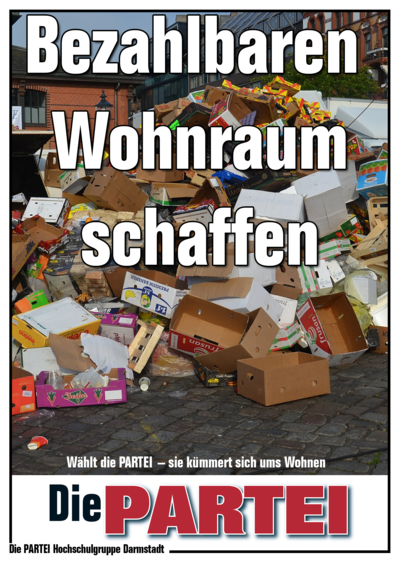 Bezahlbaren
Wohnraum
schaffen
Wählt die PARTEI – sie kümmert sich ums Wohnen
Die PARTEI
Die PARTEI Hochschulgruppe Darmstadt